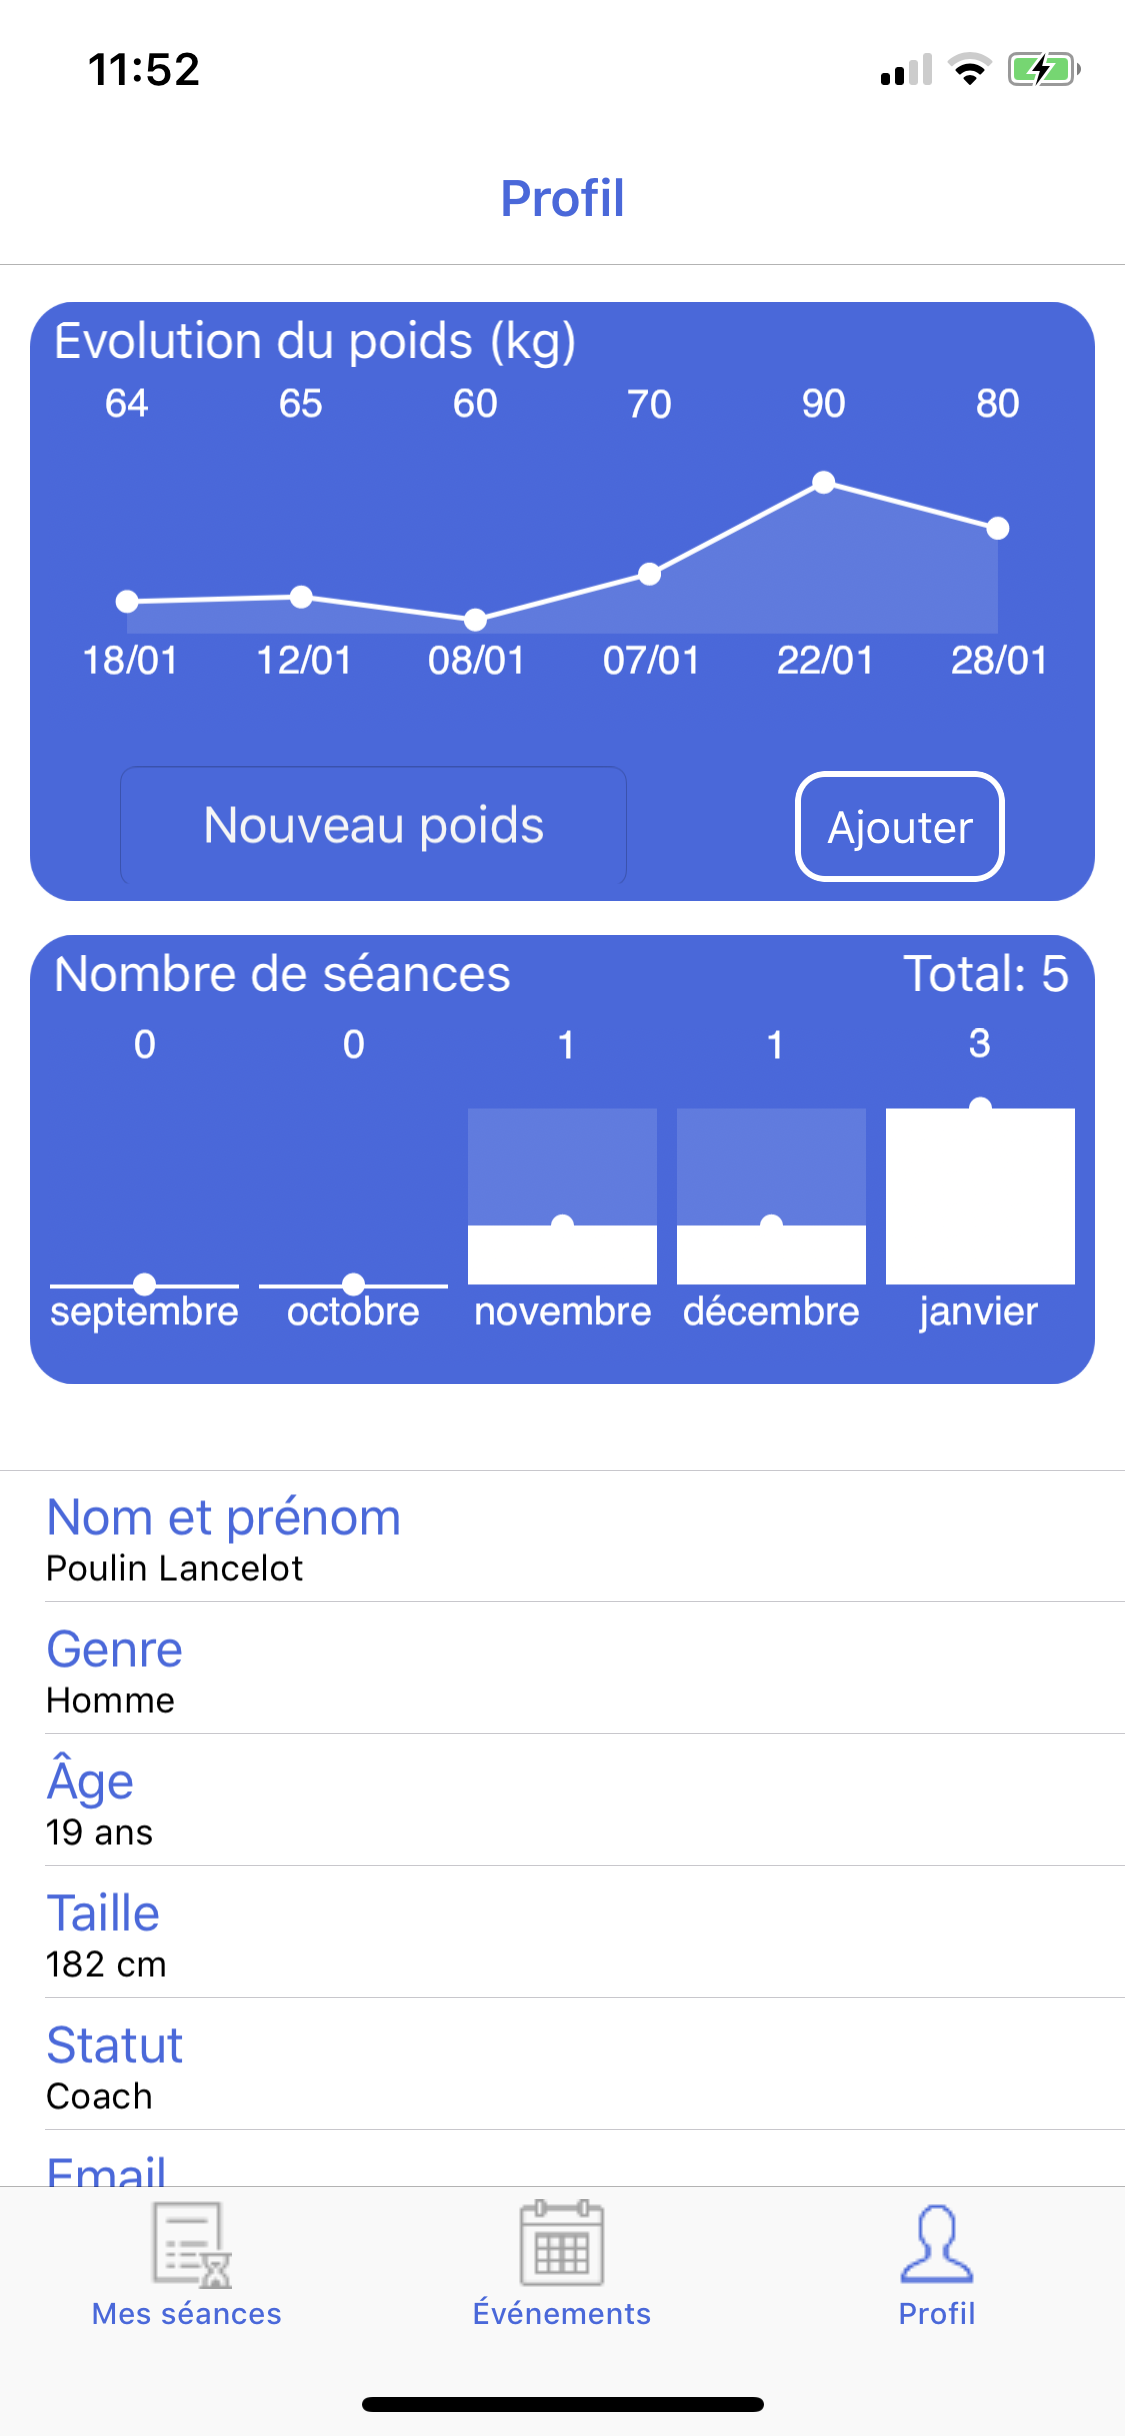 11:52
Profil
Evolution du poids (kg)
64 65 60 70 90 80
18/01 12/01 08/01 07/01 22/01 28/01
Nouveau poids Ajouter
Nombre de séances Total: 5
0 0 1 1 3
septembre octobre novembre décembre janvier
Nom et prénom
Poulin Lancelot
Genre
Homme
Âge
19 ans
Taille
182 cm
Statut
Coach
Email
Mes séances Événements Profil